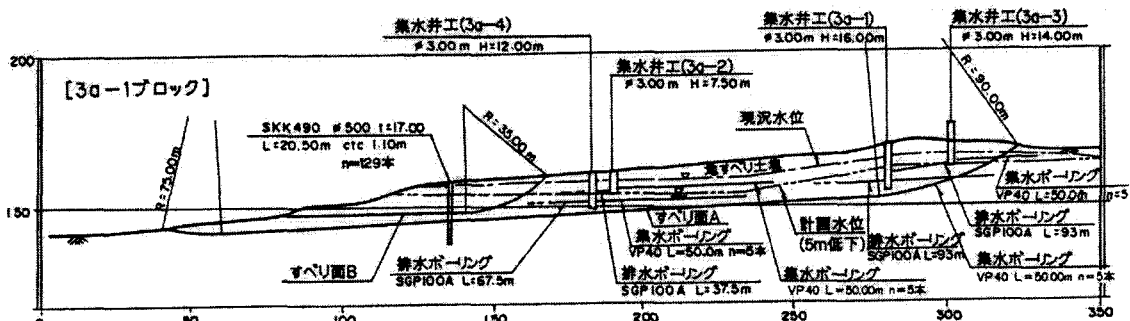 集水井工(3a-4)
φ3.00m H=12.00m
集水井工(3a-1)
φ3.00m H=16.00m
集水井工(3a-3)
φ3.00m H=14.00m
200
[3a-1ブロック]
集水井工(3a-2)
φ3.00m H=7.50m
R=90.00m
SKK490 φ500 t=17.00
L=20.50m ctc 1.10m
n=129本
R=35.00m
現況水位
R=75.00m
地すべり土塊
集水ボーリング
VP40 L=50.0m n=5
150
すべり面A
集水ボーリング
VP40 L=50.0m n=5本
計画水位
(5m低下)
排水ボーリング
SGP100A L=93m
排水ボーリング
SGP100A L=93m
すべり面B
排水ボーリング
SGP100A L=67.5m
排水ボーリング
SGP100A L=37.5m
集水ボーリング
VP40 L=50.00m n=5本
集水ボーリング
VP40 L=50.00m n=5本
100
0 50 100 150 200 250 300 350